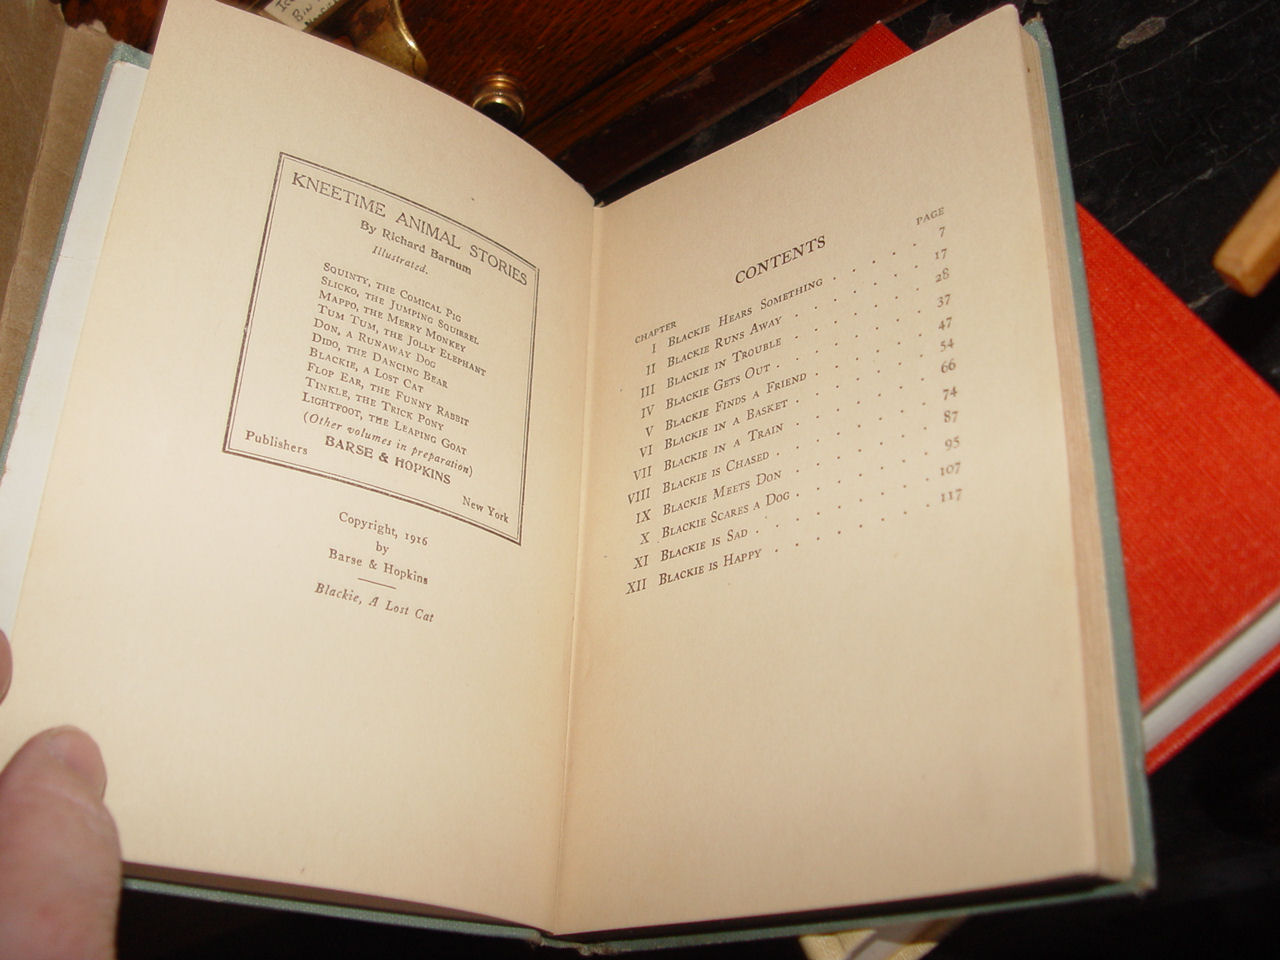 KNEETIME ANIMAL STORIES
By Richard Barnum
Illustrated.
SQUINTY, THE COMICAL PIG
SLICKO, THE JUMPING SQUIRREL
MAPPO, THE MERRY MONKEY
TUM TUM, THE JOLLY ELEPHANT
DON, A RUNAWAY DOG
DIDO, THE DANCING BEAR
BLACKIE, A LOST CAT
FLOP EAR, THE FUNNY RABBIT
TINKLE, THE TRICK PONY
LIGHTFOOT, THE LEAPING GOAT
(Other volumes in preparation)
BARSE & HOPKINS
Publishers New York
Copyright, 1916
by
Barse & Hopkins
Blackie, A Lost Cat
CONTENTS
CHAPTER PAGE
I BLACKIE HEARS SOMETHING . . . . . 7
II BLACKIE RUNS AWAY . . . . . . 17
III BLACKIE IN TROUBLE . . . . . . 28
IV BLACKIE GETS OUT . . . . . . . 37
V BLACKIE FINDS A FRIEND . . . . . 47
VI BLACKIE IN A BASKET . . . . . . 54
VII BLACKIE IN A TRAIN . . . . . . 66
VIII BLACKIE IS CHASED . . . . . . . 74
IX BLACKIE MEETS DON . . . . . . 87
X BLACKIE SCARES A DOG . . . . . . 95
XI BLACKIE IS SAD . . . . . . . . 107
XII BLACKIE IS HAPPY . . . . . . . . 117